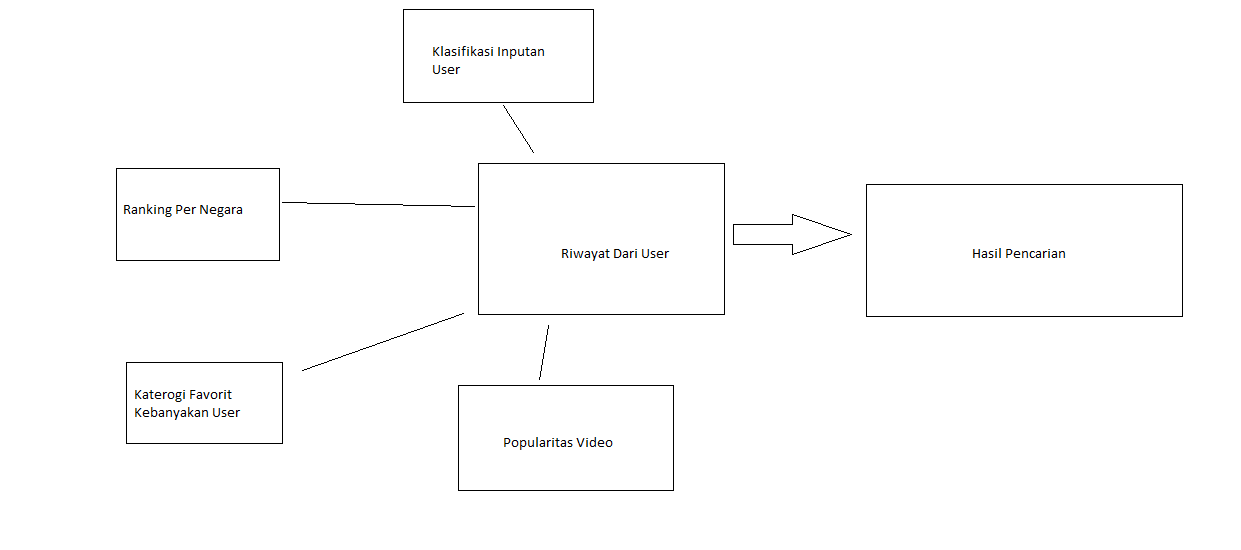 Klasifikasi Inputan
User
Ranking Per Negara
Riwayat Dari User
Hasil Pencarian
Katerogi Favorit
Kebanyakan User
Popularitas Video